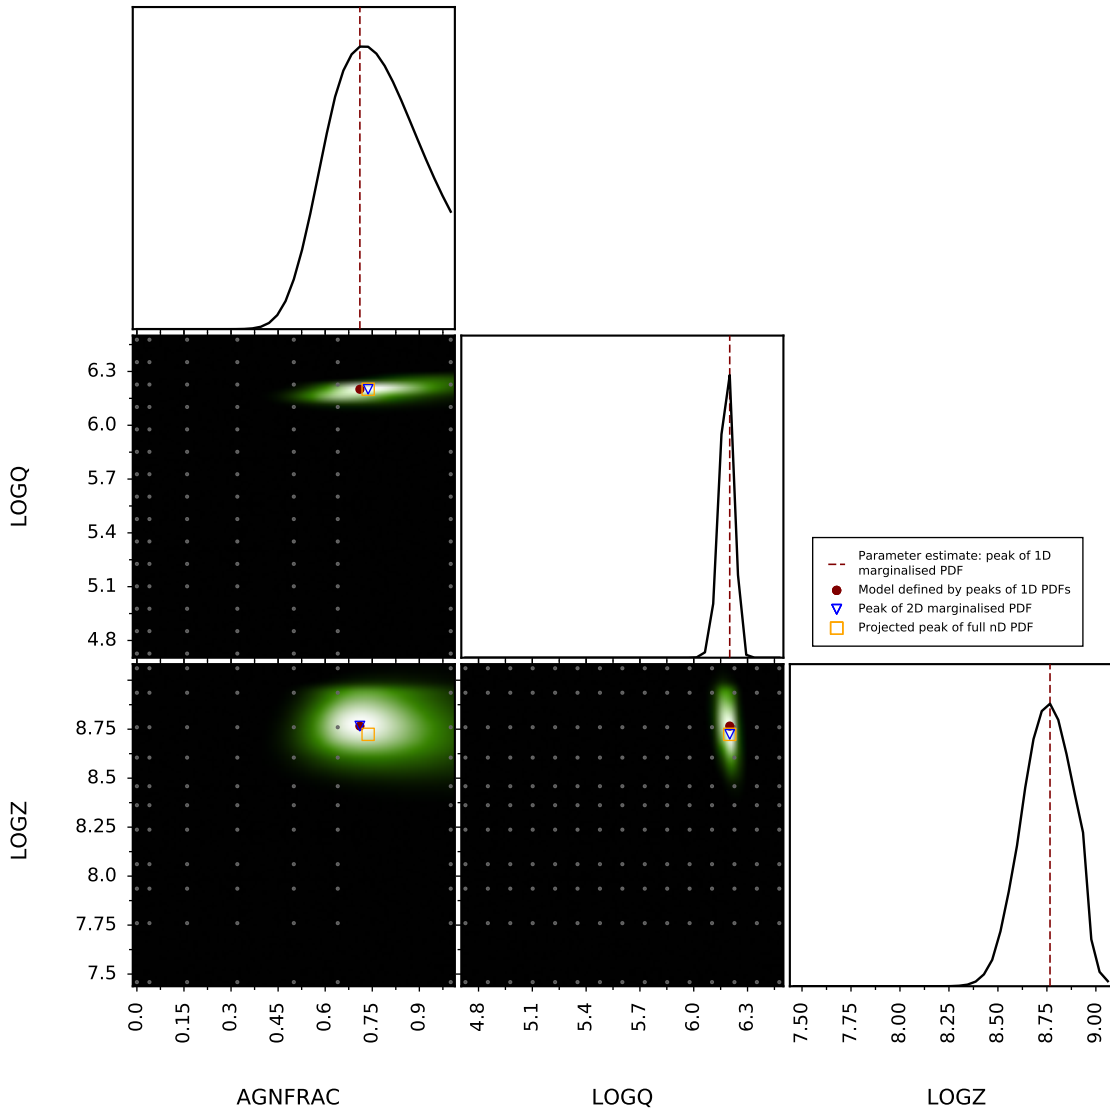 6.3
6.0
5.7
5.4
5.1
4.8
LOGQ
Parameter estimate: peak of 1D
marginalised PDF
Model defined by peaks of 1D PDFs
Peak of 2D marginalised PDF
Projected peak of full nD PDF
8.75
8.5
8.25
8.0
7.75
7.5
LOGZ
0.0 0.15 0.3 0.45 0.6 0.75 0.9
4.8 5.1 5.4 5.7 6.0 6.3
7.50 7.75 8.00 8.25 8.50 8.75 9.00
AGNFRAC LOGQ LOGZ